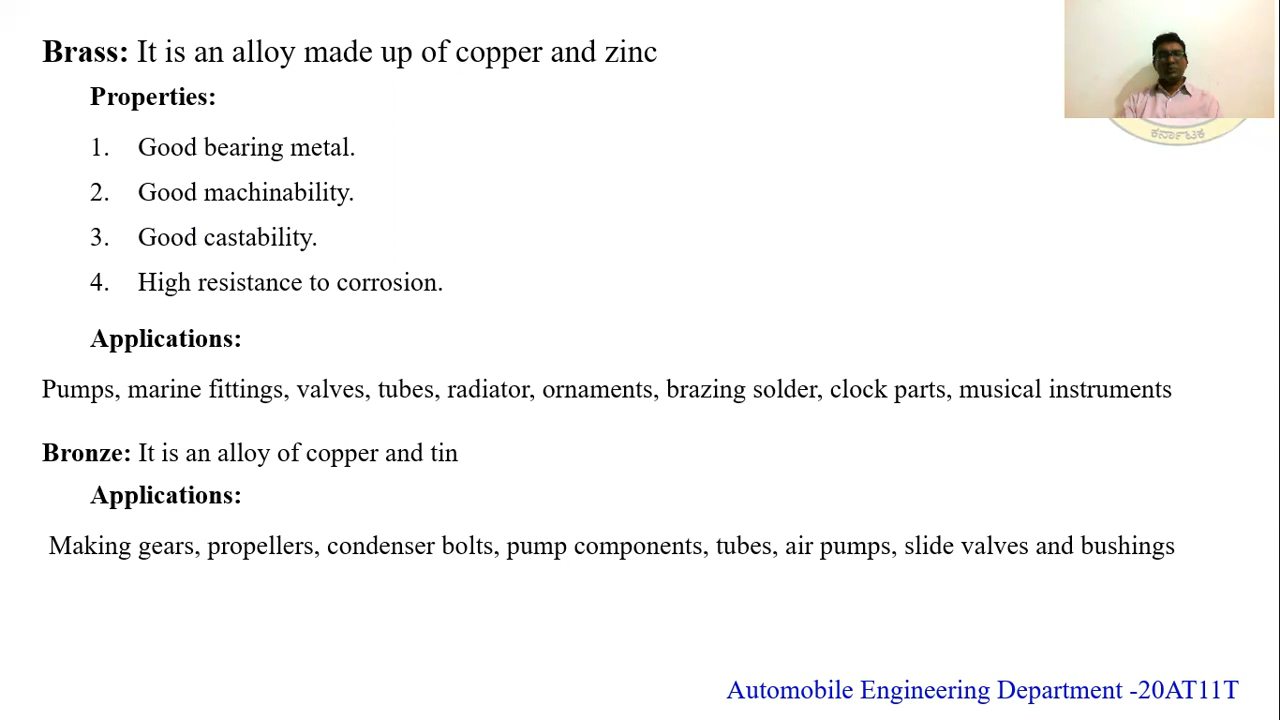 Brass: It is an alloy made up of copper and zinc
Properties:
1. Good bearing metal.
2. Good machinability.
3. Good castability.
4. High resistance to corrosion.
Applications:
Pumps, marine fittings, valves, tubes, radiator, ornaments, brazing solder, clock parts, musical instruments
Bronze: It is an alloy of copper and tin
Applications:
Making gears, propellers, condenser bolts, pump components, tubes, air pumps, slide valves and bushings
ಕರ್ನಾಟಕ
Automobile Engineering Department -20AT11T